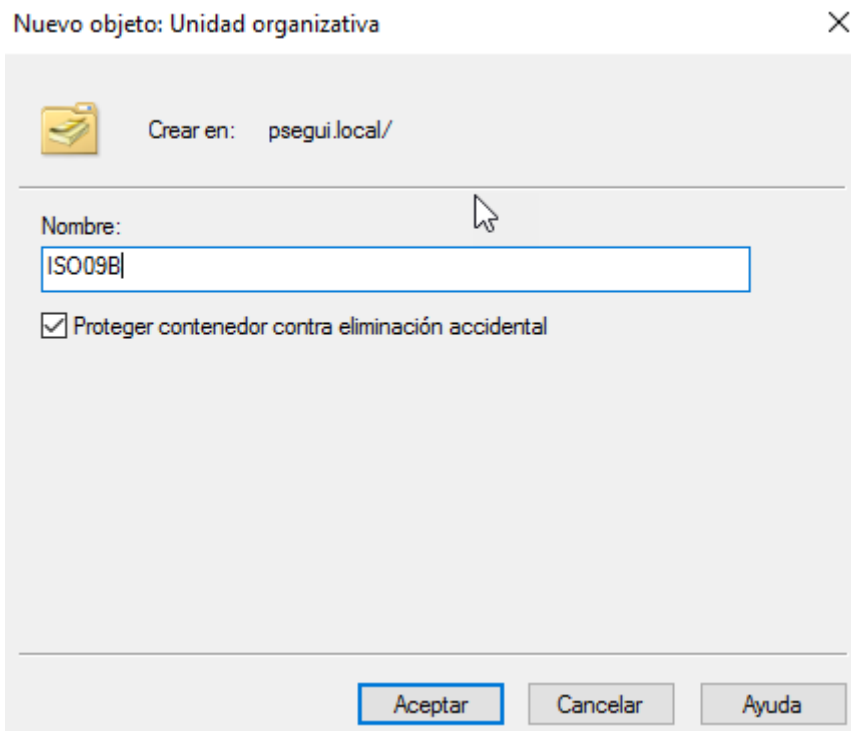 Nuevo objeto: Unidad organizativa
Crear en: psegui.local/
Nombre:
ISO09B
Proteger contenedor contra eliminación accidental
Aceptar Cancelar Ayuda